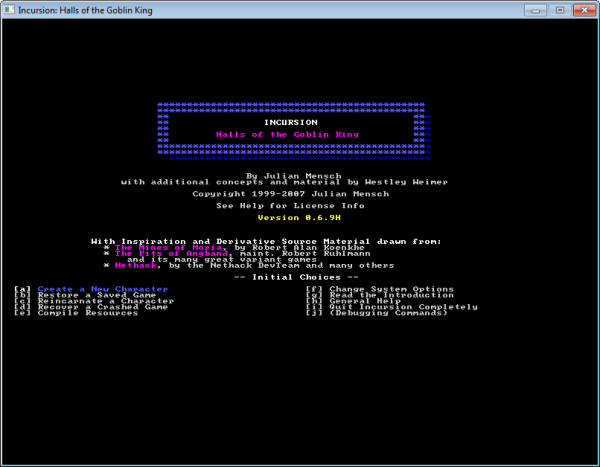 Incursion: Halls of the Goblin King
INCURSION
Halls of the Goblin King
By Julian Mensch
with additional concepts and material by Westley Weimer
Copyright 1999-2007 Julian Mensch
See Help for License Info
Version 0.6.9H
With Inspiration and Derivative Source Material drawn from:
* The Mines of Moria, by Robert Alan Koenkhe
* The Pits of Angband, maint. Robert Ruhlmann
and its many great variant games
* Nethack, by the Nethack DevTeam and many others
-- Initial Choices --
[a] Create a New Character
[b] Restore a Saved Game
[c] Reincarnate a Character
[d] Recover a Crashed Game
[e] Compile Resources
[f] Change System Options
[g] Read the Introduction
[h] General Help
[i] Quit Incursion Completely
[j] (Debugging Commands)